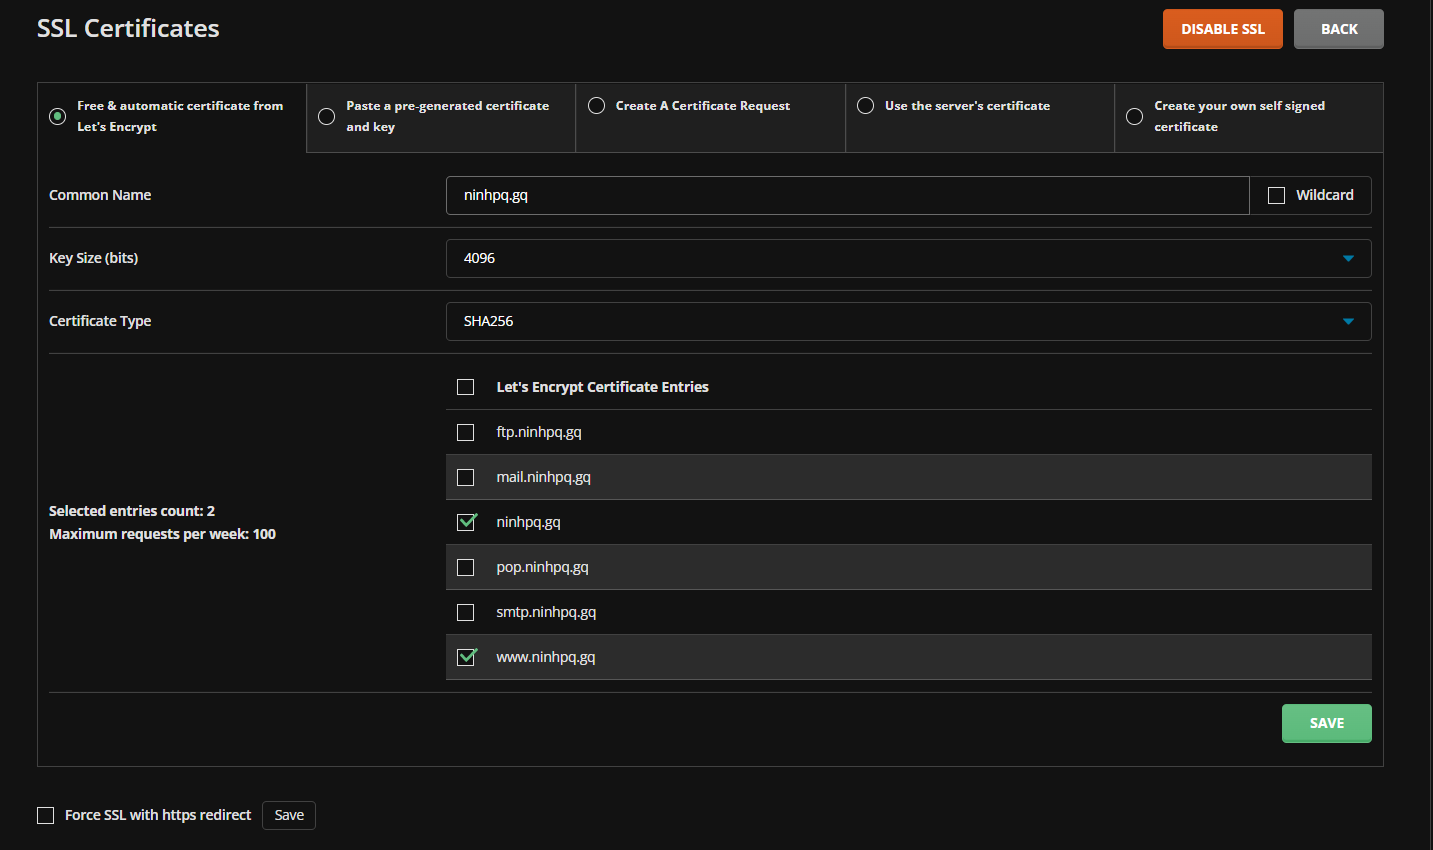 SSL Certificates
DISABLE SSL
BACK
Free & automatic certificate from
Let's Encrypt
Paste a pre-generated certificate
and key
Create A Certificate Request
Use the server's certificate
Create your own self signed
certificate
Common Name
ninhpq.gq
Wildcard
Key Size (bits)
4096
Certificate Type
SHA256
Let's Encrypt Certificate Entries
ftp.ninhpq.gq
mail.ninhpq.gq
Selected entries count: 2
Maximum requests per week: 100
ninhpq.gq
pop.ninhpq.gq
smtp.ninhpq.gq
www.ninhpq.gq
SAVE
Force SSL with https redirect
Save